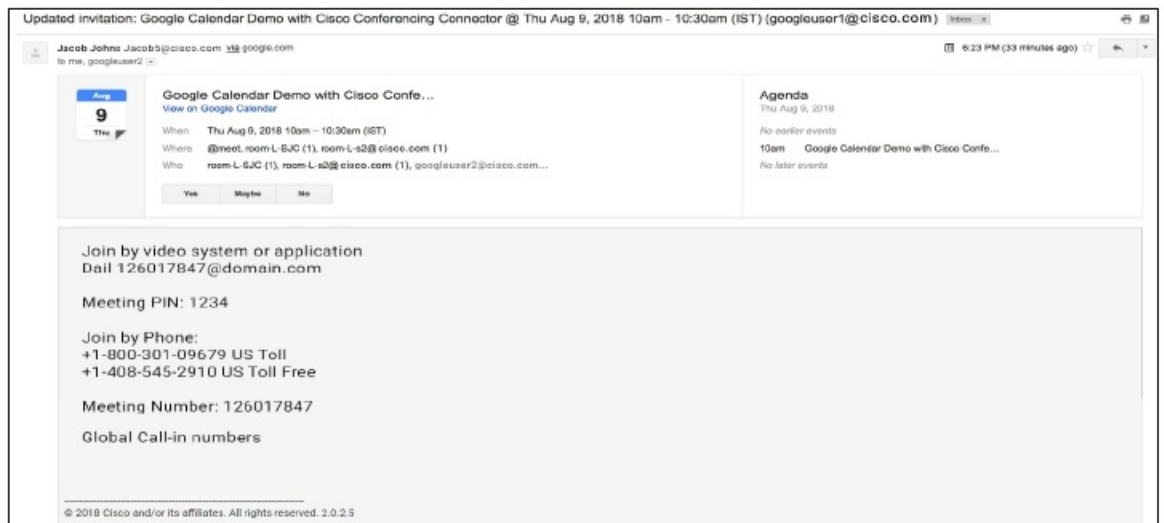 Updated invitation: Google Calendar Demo with Cisco Conferencing Connector @ Thu Aug 9, 2018 10am - 10:30am (IST) (googleuser1@cisco.com) Inbox x
Jacob Johns Jacob5@cisco.com via google.com
6:23 PM (33 minutes ago)
to me, googleuser2
Aug
9
Thu
Google Calendar Demo with Cisco Confe...
View on Google Calendar
When Thu Aug 9, 2018 10am – 10:30am (IST)
Where @meet, room-L-SJC (1), room-L-s2@cisco.com (1)
Who room-L-SJC (1), room-L-s2@cisco.com (1), googleuser2@cisco.com...
Yes Maybe No
Agenda
Thu Aug 9, 2018
No earlier events
10am Google Calendar Demo with Cisco Confe...
No later events
Join by video system or application
Dail 126017847@domain.com
Meeting PIN: 1234
Join by Phone:
+1-800-301-09679 US Toll
+1-408-545-2910 US Toll Free
Meeting Number: 126017847
Global Call-in numbers
© 2018 Cisco and/or its affiliates. All rights reserved. 2.0.2.5